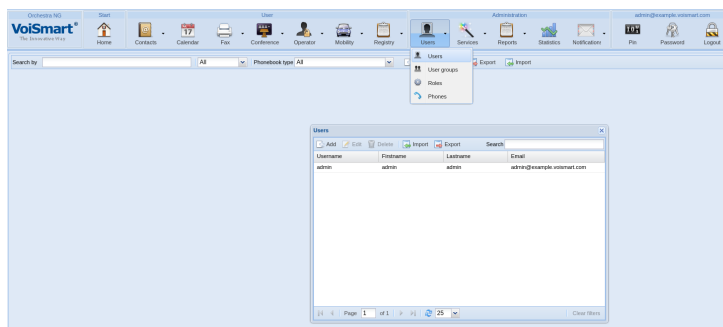 Orchestra NG Start User Administration admin@example.voismart.com
VoiSmart®
The Innovative Way
Home Contacts Calendar Fax Conference Operator Mobility Registry Users Services Reports Statistics Notifications Pin Password Logout
Search by All Phonebook type All Export Import
Users
User groups
Roles
Phones
Users
Add Edit Delete Import Export Search
Username Firstname Lastname Email
admin admin admin admin@example.voismart.com
Page 1 of 1 25 Clear filters